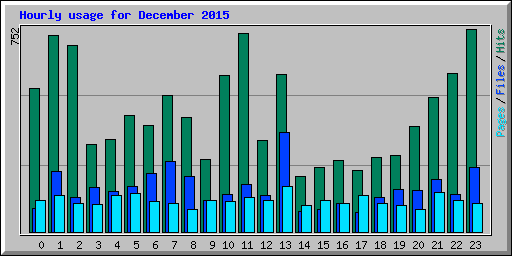 Hourly usage for December 2015
752
Pages / Files / Hits
0 1 2 3 4 5 6 7 8 9 10 11 12 13 14 15 16 17 18 19 20 21 22 23